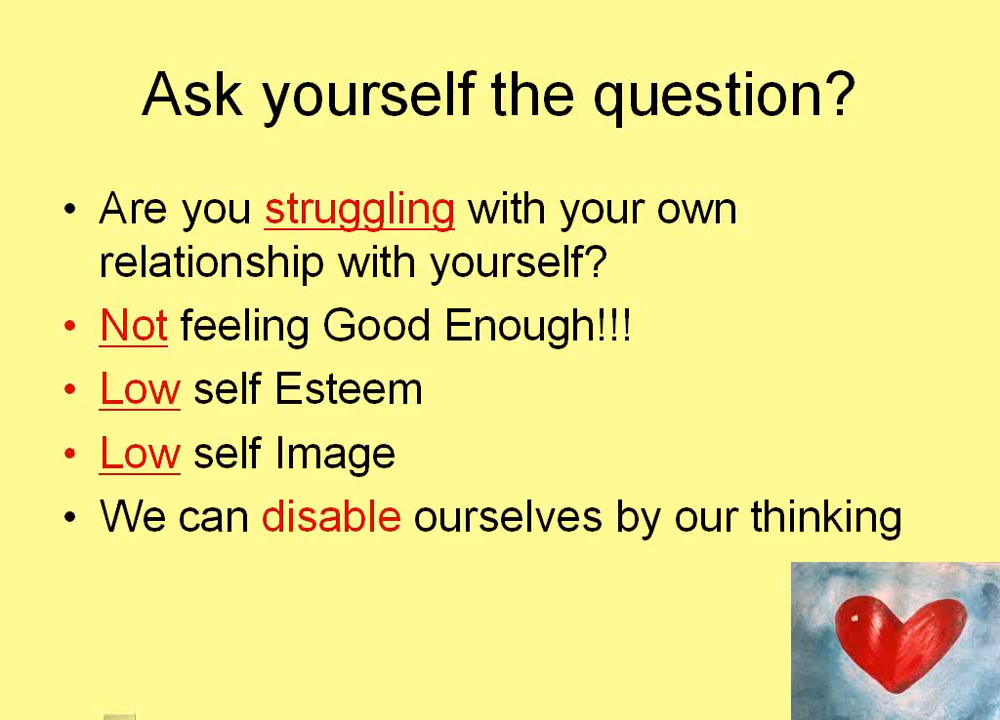 Ask yourself the question?
• Are you struggling with your own
relationship with yourself?
• Not feeling Good Enough!!!
• Low self Esteem
• Low self Image
• We can disable ourselves by our thinking